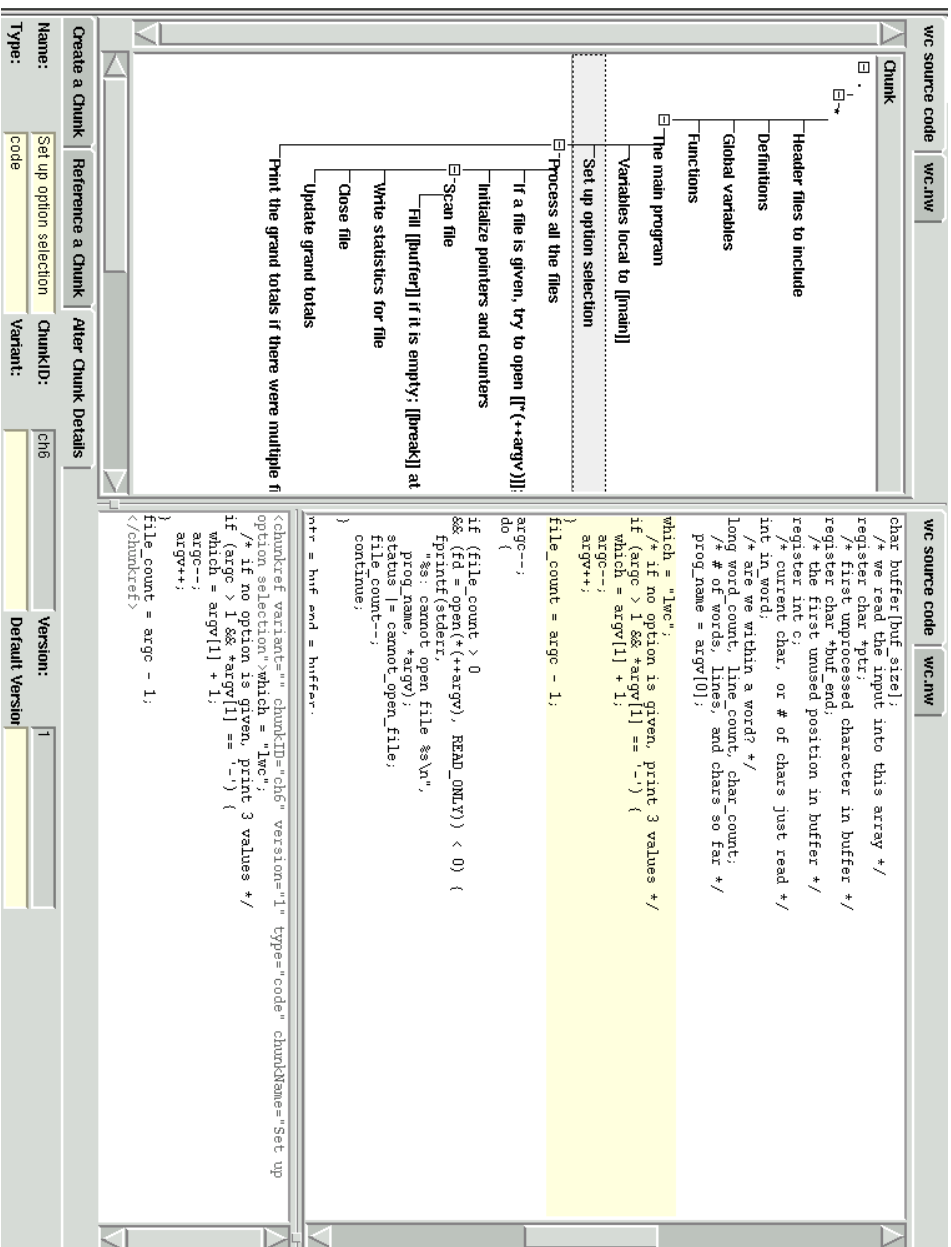 wc source code wc.nw
Chunk
.
*
Header files to include
Definitions
Global variables
Functions
The main program
Variables local to [[main]]
Set up option selection
Process all the files
If a file is given, try to open [[*(++argv)]];
Initialize pointers and counters
Scan file
Fill [[buffer]] if it is empty; [[break]] at
Write statistics for file
Close file
Update grand totals
Print the grand totals if there were multiple fi
wc source code wc.nw
char buffer[buf_size];
/* we read the input into this array */
register char *ptr;
/* first unprocessed character in buffer */
register char *buf_end;
/* the first unused position in buffer */
register int c;
/* current char, or # of chars just read */
int in_word;
/* are we within a word? */
long word_count, line_count, char_count;
/* # of words, lines, and chars so far */
prog_name = argv[0];
which = "lwc";
/* if no option is given, print 3 values */
if (argc > 1 && *argv[1] == '-') {
which = argv[1] + 1;
argc--;
argv++;
}
file_count = argc - 1;
argc--;
do {
if (file_count > 0
&& (fd = open(*(++argv), READ_ONLY)) < 0) {
fprintf(stderr,
"%s: cannot open file %s\n",
prog_name, *argv);
status |= cannot_open_file;
file_count--;
continue;
}
ptr = buf_end = buffer;
<chunkref variant="" chunkID="ch6" version="1" type="code" chunkName="Set up
option selection">which = "lwc";
/* if no option is given, print 3 values */
if (argc > 1 && *argv[1] == '-') {
which = argv[1] + 1;
argc--;
argv++;
}
file_count = argc - 1;
</chunkref>
Create a Chunk Reference a Chunk Alter Chunk Details
Name: Set up option selection ChunkID: ch6 Version: 1
Type: code Variant: Default Version